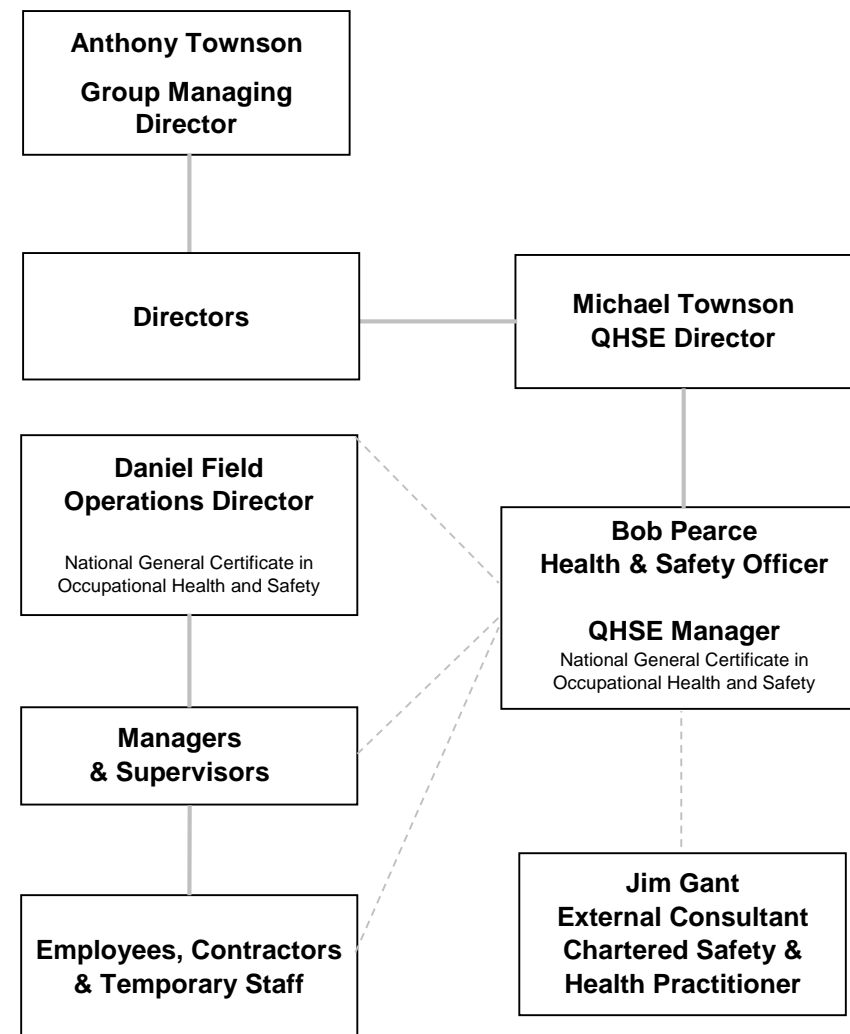 Anthony Townson
Group Managing
Director
Directors
Michael Townson
QHSE Director
Daniel Field
Operations Director
National General Certificate in
Occupational Health and Safety
Bob Pearce
Health & Safety Officer
QHSE Manager
National General Certificate in
Occupational Health and Safety
Managers
& Supervisors
Employees, Contractors
& Temporary Staff
Jim Gant
External Consultant
Chartered Safety &
Health Practitioner